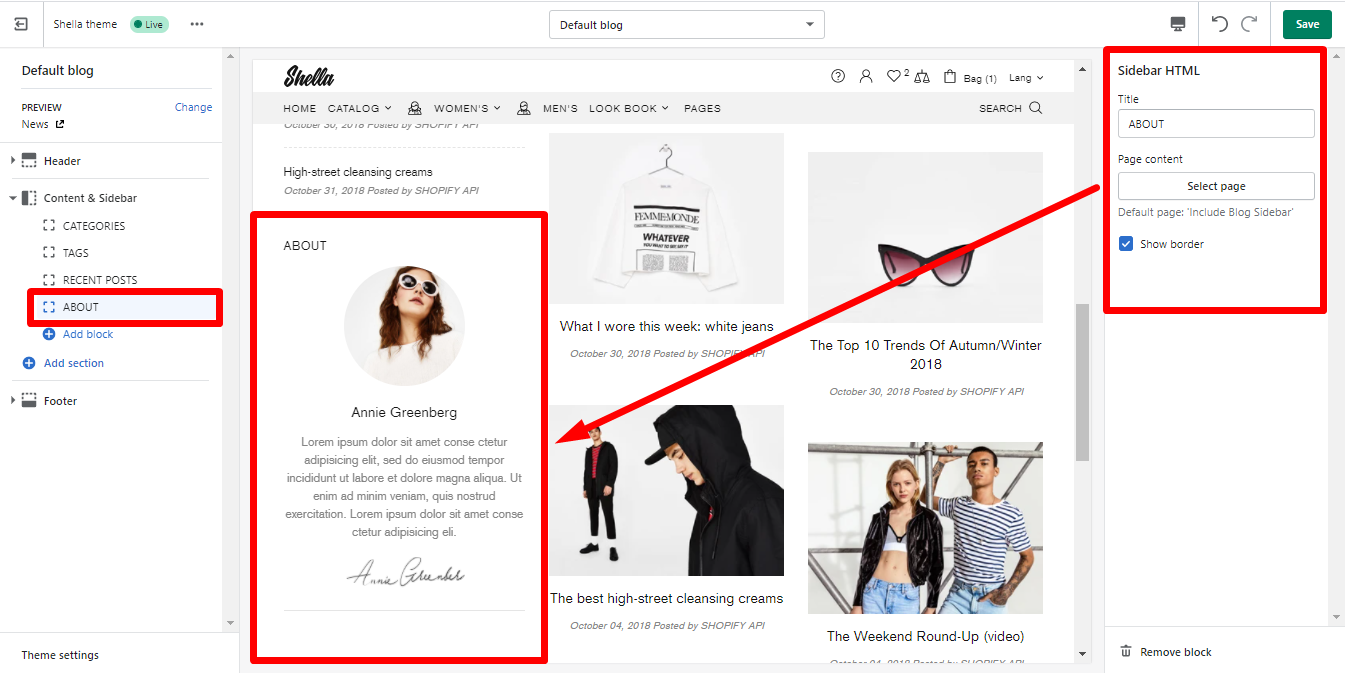 Shella theme
Live
Default blog
Save
Default blog
PREVIEW
Change
News
Header
Content & Sidebar
CATEGORIES
TAGS
RECENT POSTS
ABOUT
Add block
Add section
Footer
Theme settings
Shella
2
Bag (1)
Lang
HOME
CATALOG
WOMEN'S
MEN'S
LOOK BOOK
PAGES
SEARCH
October 30, 2018 Posted by SHOPIFY API
High-street cleansing creams
October 31, 2018 Posted by SHOPIFY API
ABOUT
Annie Greenberg
Lorem ipsum dolor sit amet conse ctetur
adipisicing elit, sed do eiusmod tempor
incididunt ut labore et dolore magna aliqua. Ut
enim ad minim veniam, quis nostrud
exercitation. Lorem ipsum dolor sit amet conse
ctetur adipisicing eli.
Annie Greenber
FEMME-MONDE
WHATEVER
What I wore this week: white jeans
October 30, 2018 Posted by SHOPIFY API
The best high-street cleansing creams
October 04, 2018 Posted by SHOPIFY API
The Top 10 Trends Of Autumn/Winter
2018
October 30, 2018 Posted by SHOPIFY API
The Weekend Round-Up (video)
October 04, 2018 Posted by SHOPIFY API
Sidebar HTML
Title
ABOUT
Page content
Select page
Default page: 'Include Blog Sidebar'
Show border
Remove block